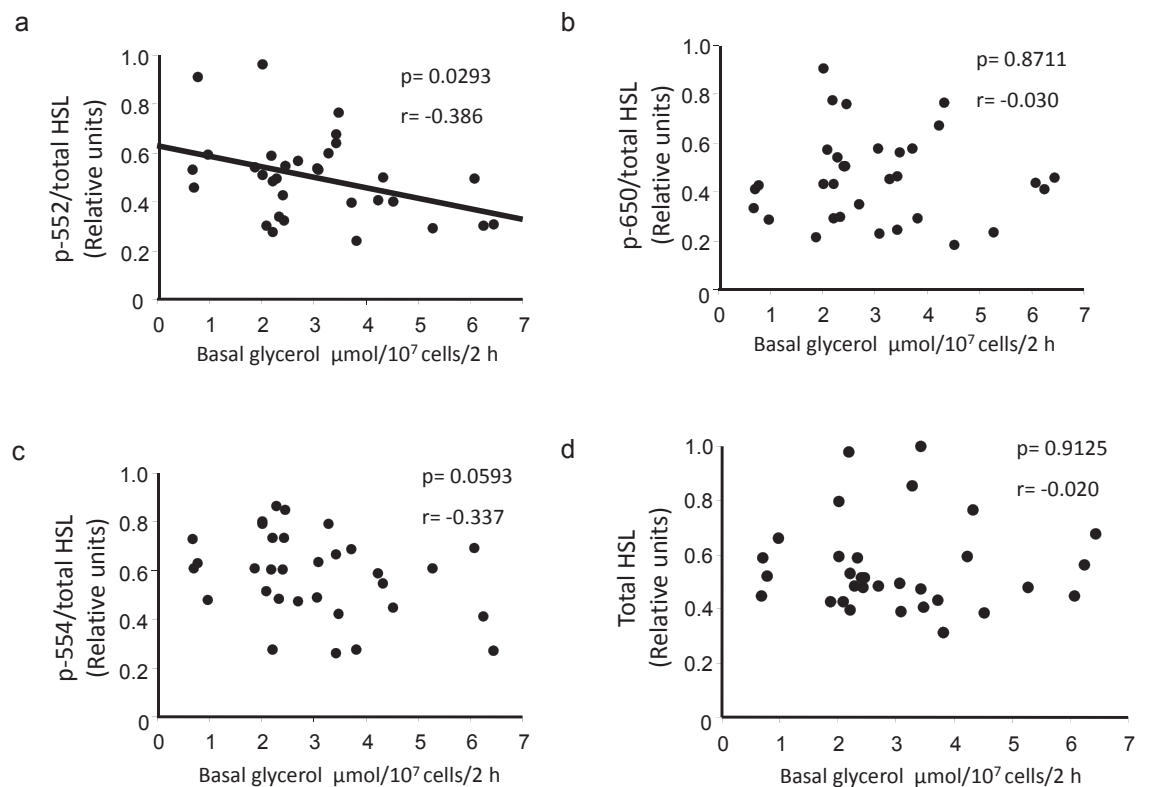 a
p-552/total HSL
(Relative units)
1.0
0.8
0.6
0.4
0.2
0
p= 0.0293
r= -0.386
0 1 2 3 4 5 6 7
Basal glycerol μmol/10⁷ cells/2 h
b
p-650/total HSL
(Relative units)
1.0
0.8
0.6
0.4
0.2
0
p= 0.8711
r= -0.030
0 1 2 3 4 5 6 7
Basal glycerol μmol/10⁷ cells/2 h
c
p-554/total HSL
(Relative units)
1.0
0.8
0.6
0.4
0.2
0
p= 0.0593
r= -0.337
0 1 2 3 4 5 6 7
Basal glycerol μmol/10⁷ cells/2 h
d
Total HSL
(Relative units)
1.0
0.8
0.6
0.4
0.2
0
p= 0.9125
r= -0.020
0 1 2 3 4 5 6 7
Basal glycerol μmol/10⁷ cells/2 h